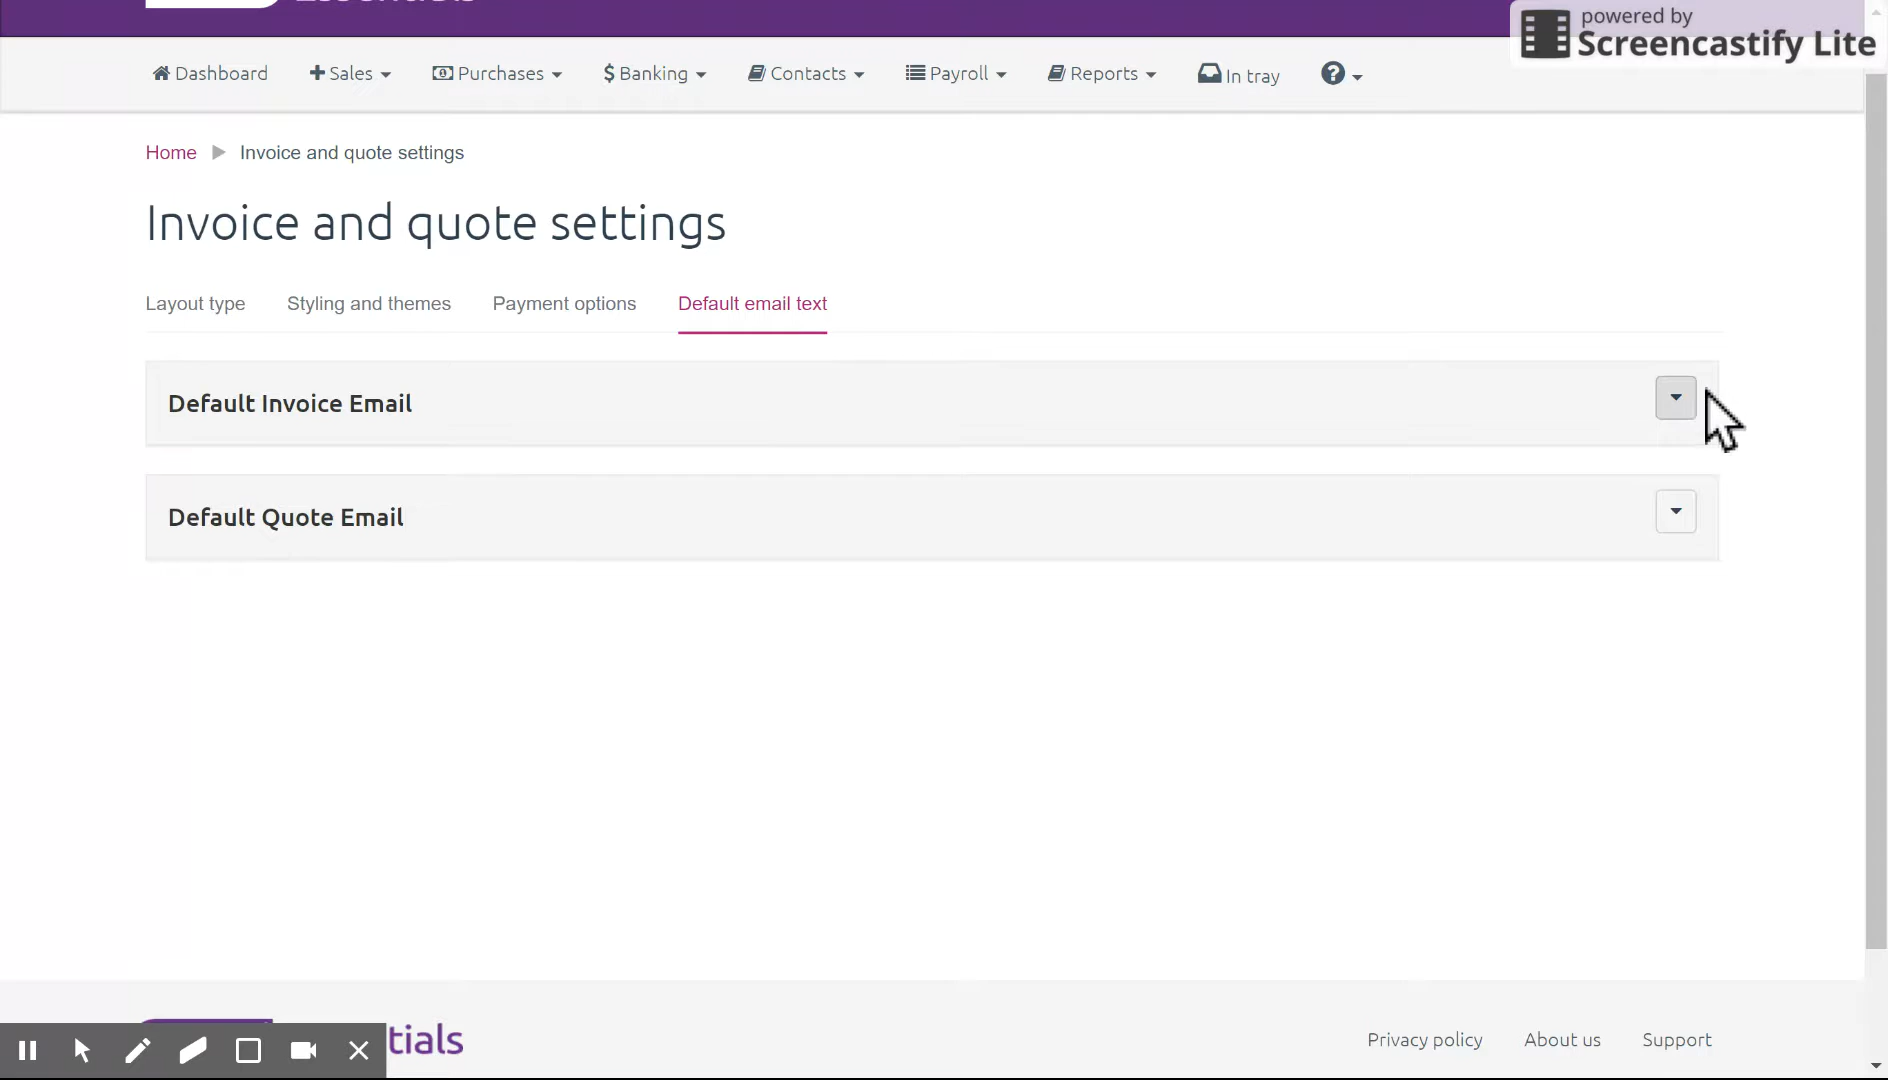 powered by
Screencastify Lite
Dashboard Sales Purchases $ Banking Contacts Payroll Reports In tray ?
Home Invoice and quote settings
Invoice and quote settings
Layout type Styling and themes Payment options Default email text
Default Invoice Email
Default Quote Email
tials
Privacy policy About us Support